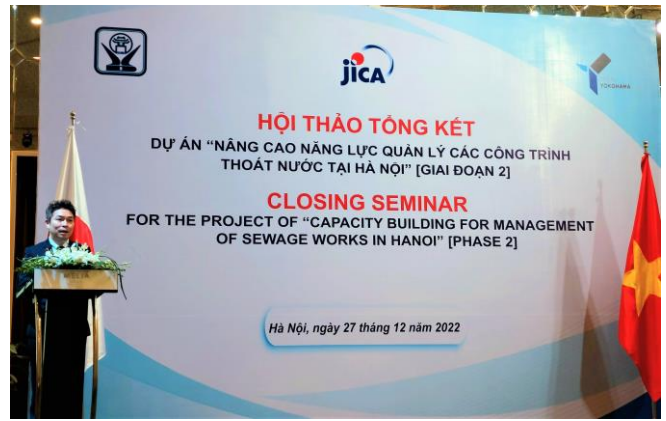 jICA
YOKOHAMA
HỘI THẢO TỔNG KẾT
DỰ ÁN “NÂNG CAO NĂNG LỰC QUẢN LÝ CÁC CÔNG TRÌNH
THOÁT NƯỚC TẠI HÀ NỘI” [GIAI ĐOẠN 2]
CLOSING SEMINAR
FOR THE PROJECT OF “CAPACITY BUILDING FOR MANAGEMENT
OF SEWAGE WORKS IN HANOI” [PHASE 2]
Hà Nội, ngày 27 tháng 12 năm 2022